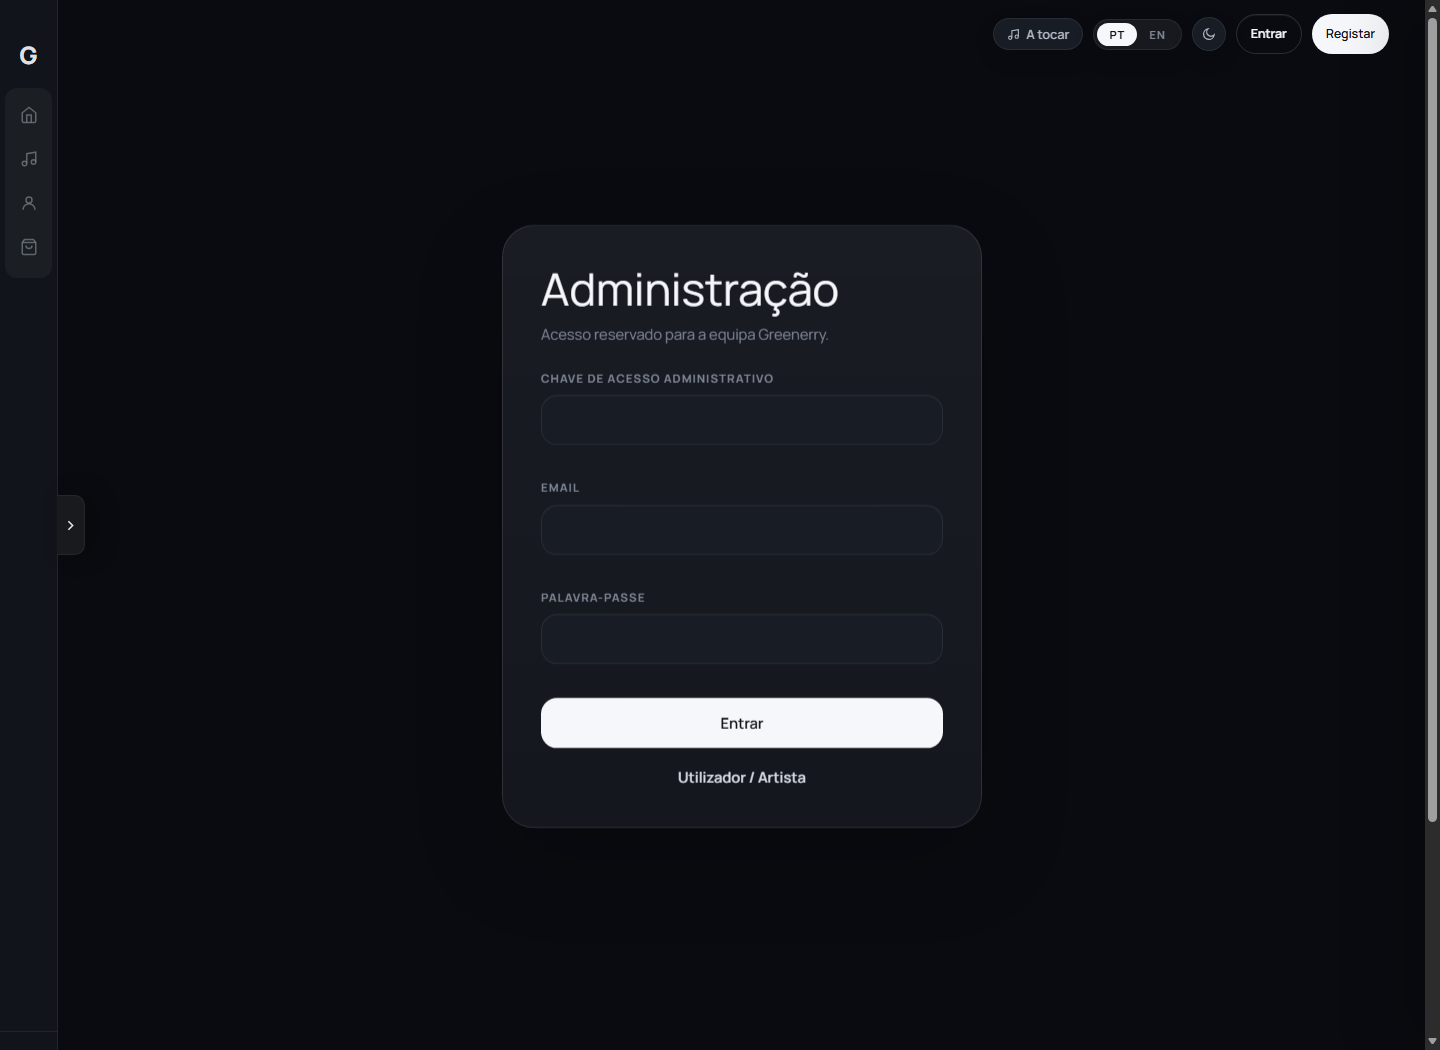 G
A tocar
PT EN
Entrar
Registar
Administração
Acesso reservado para a equipa Greenerry.
CHAVE DE ACESSO ADMINISTRATIVO
EMAIL
PALAVRA-PASSE
Entrar
Utilizador / Artista